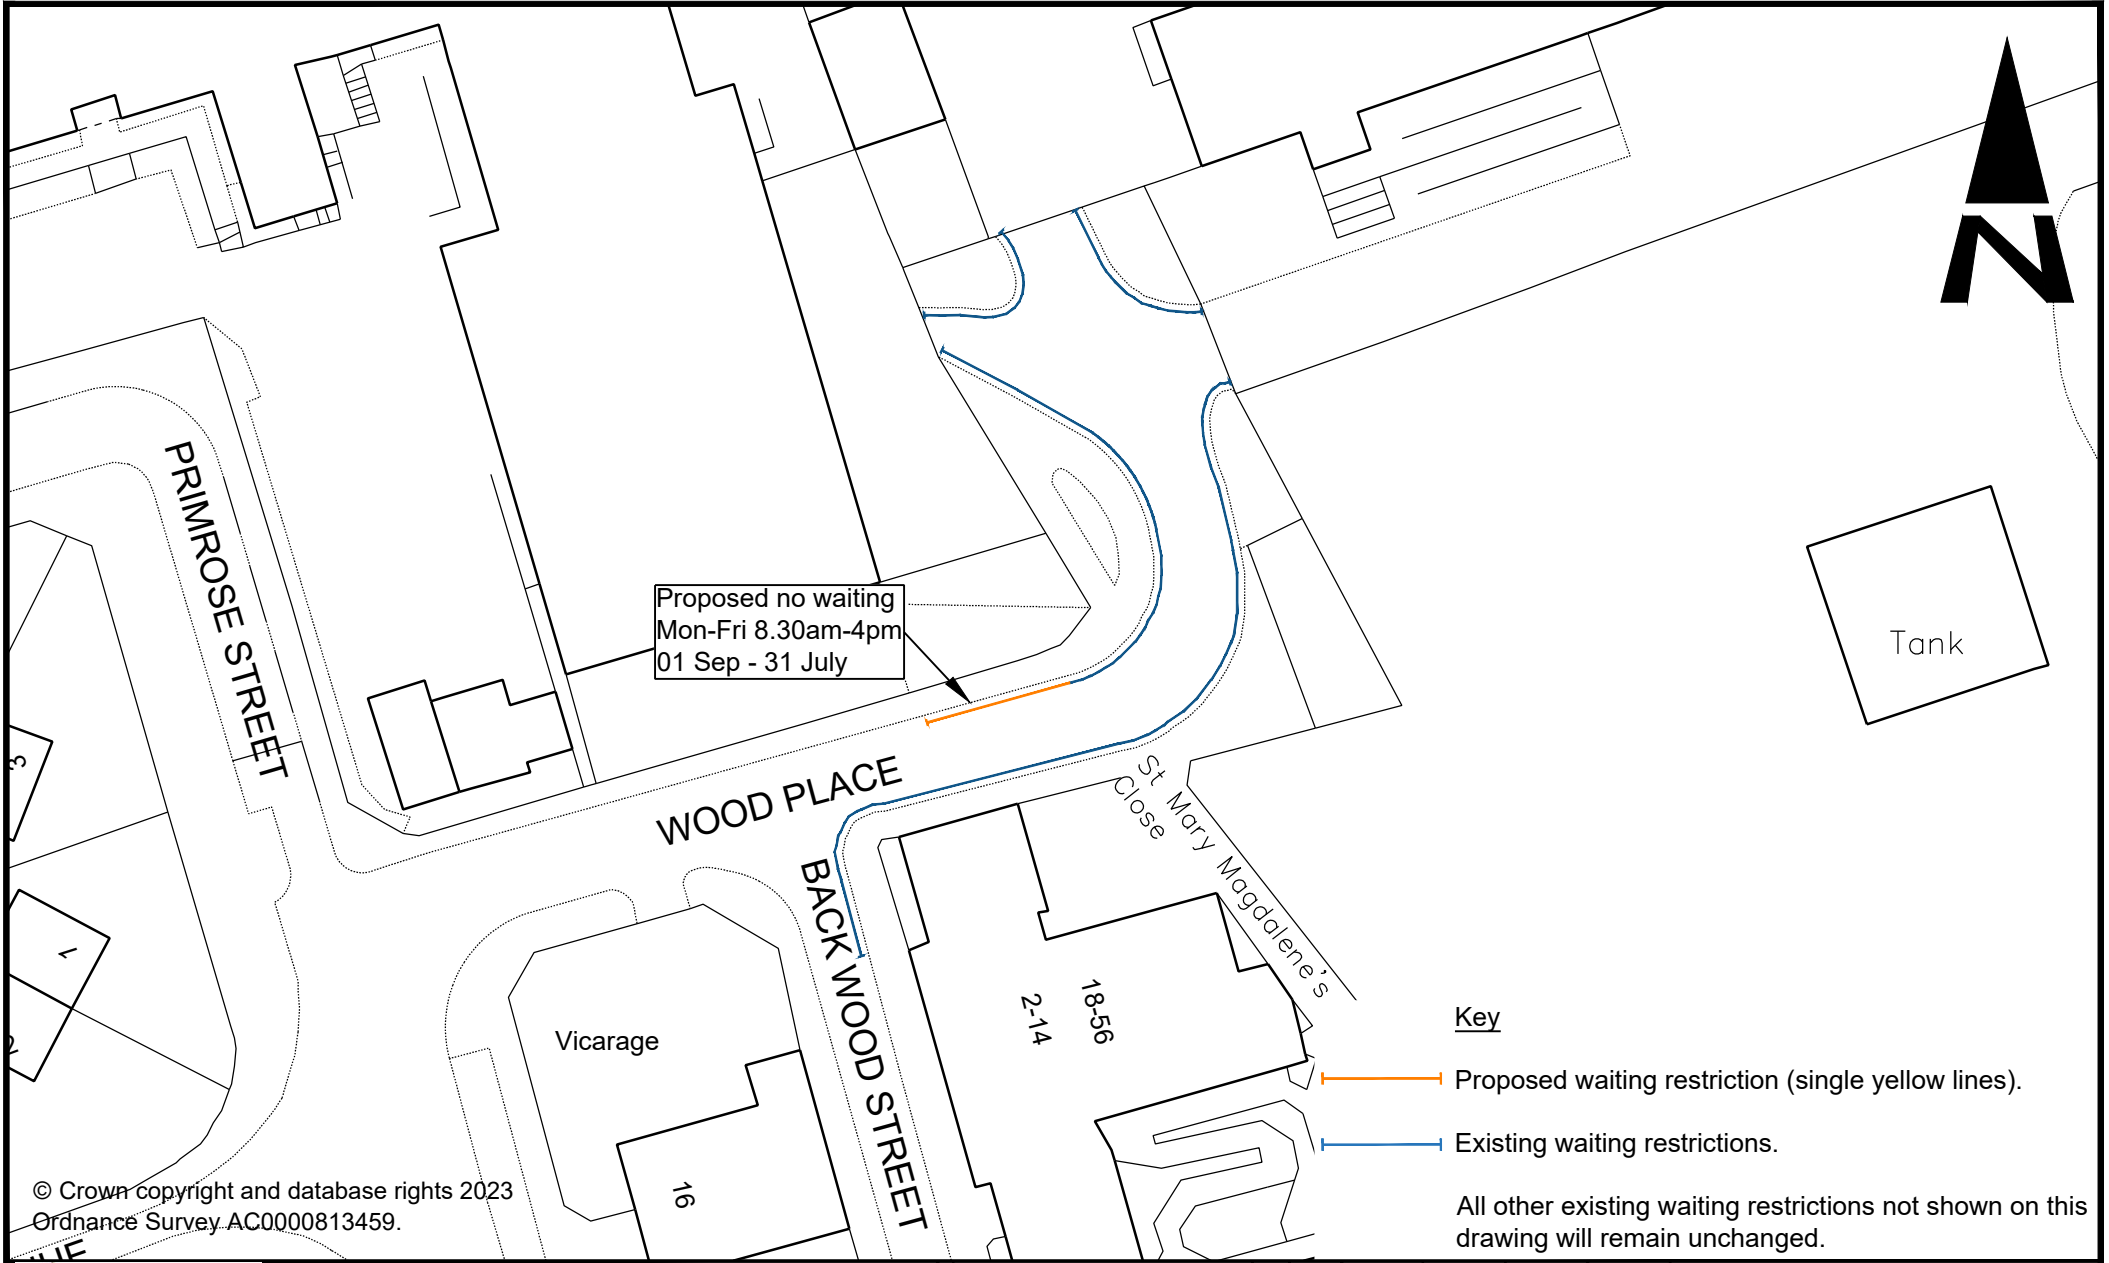 N
PRIMROSE STREET
Proposed no waiting
Mon-Fri 8.30am-4pm
01 Sep - 31 July
Tank
WOOD PLACE
St Mary Magdalene's
Close
BACK WOOD STREET
3
1
2-14
18-56
Vicarage
16
Key
Proposed waiting restriction (single yellow lines).
Existing waiting restrictions.
All other existing waiting restrictions not shown on this
drawing will remain unchanged.
© Crown copyright and database rights 2023
Ordnance Survey AC0000813459.